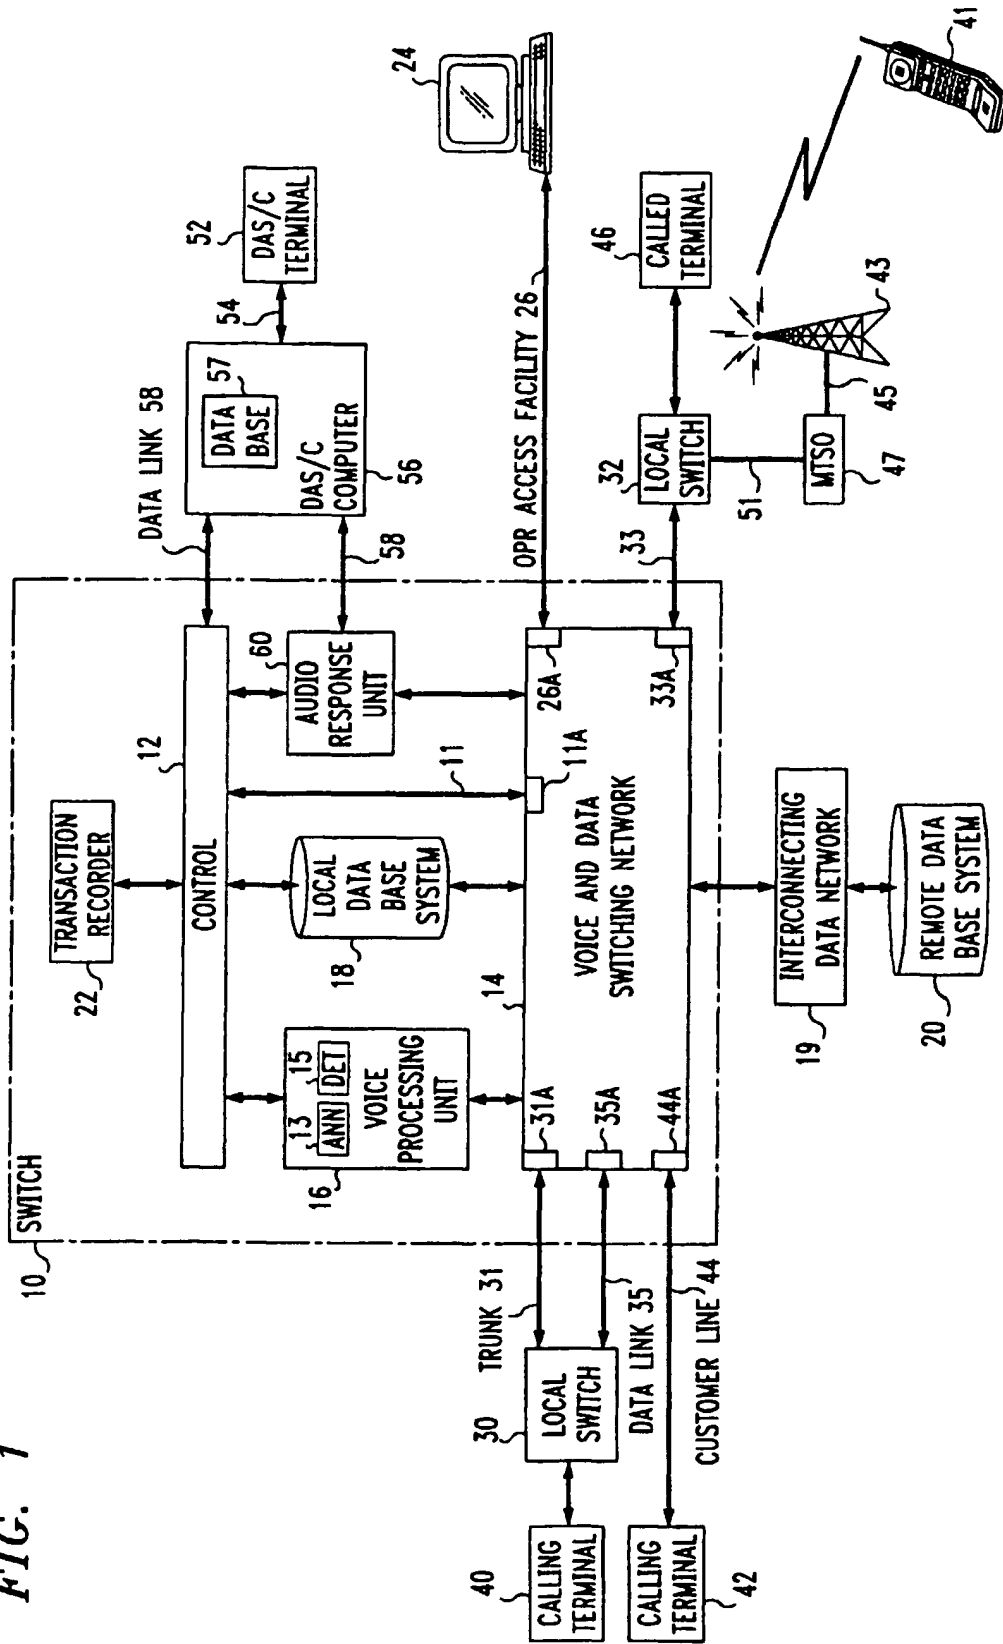 FIG. 1
10
SWITCH
TRANSACTION
RECORDER
22
12
CONTROL
DATA LINK 58
52
DAS/C
TERMINAL
54
57
DATA
BASE
DAS/C
COMPUTER
56
58
13
15
ANN
DET
VOICE
PROCESSING
UNIT
16
LOCAL
DATA
BASE
SYSTEM
18
11
60
AUDIO
RESPONSE
UNIT
24
OPR ACCESS FACILITY 26
14
11A
26A
31A
35A
44A
33A
VOICE AND DATA
SWITCHING NETWORK
TRUNK 31
30
LOCAL
SWITCH
DATA LINK 35
CUSTOMER LINE 44
40
CALLING
TERMINAL
CALLING
TERMINAL
42
33
32
LOCAL
SWITCH
46
CALLED
TERMINAL
51
MTSO
47
45
43
41
INTERCONNECTING
DATA NETWORK
19
REMOTE DATA
BASE SYSTEM
20